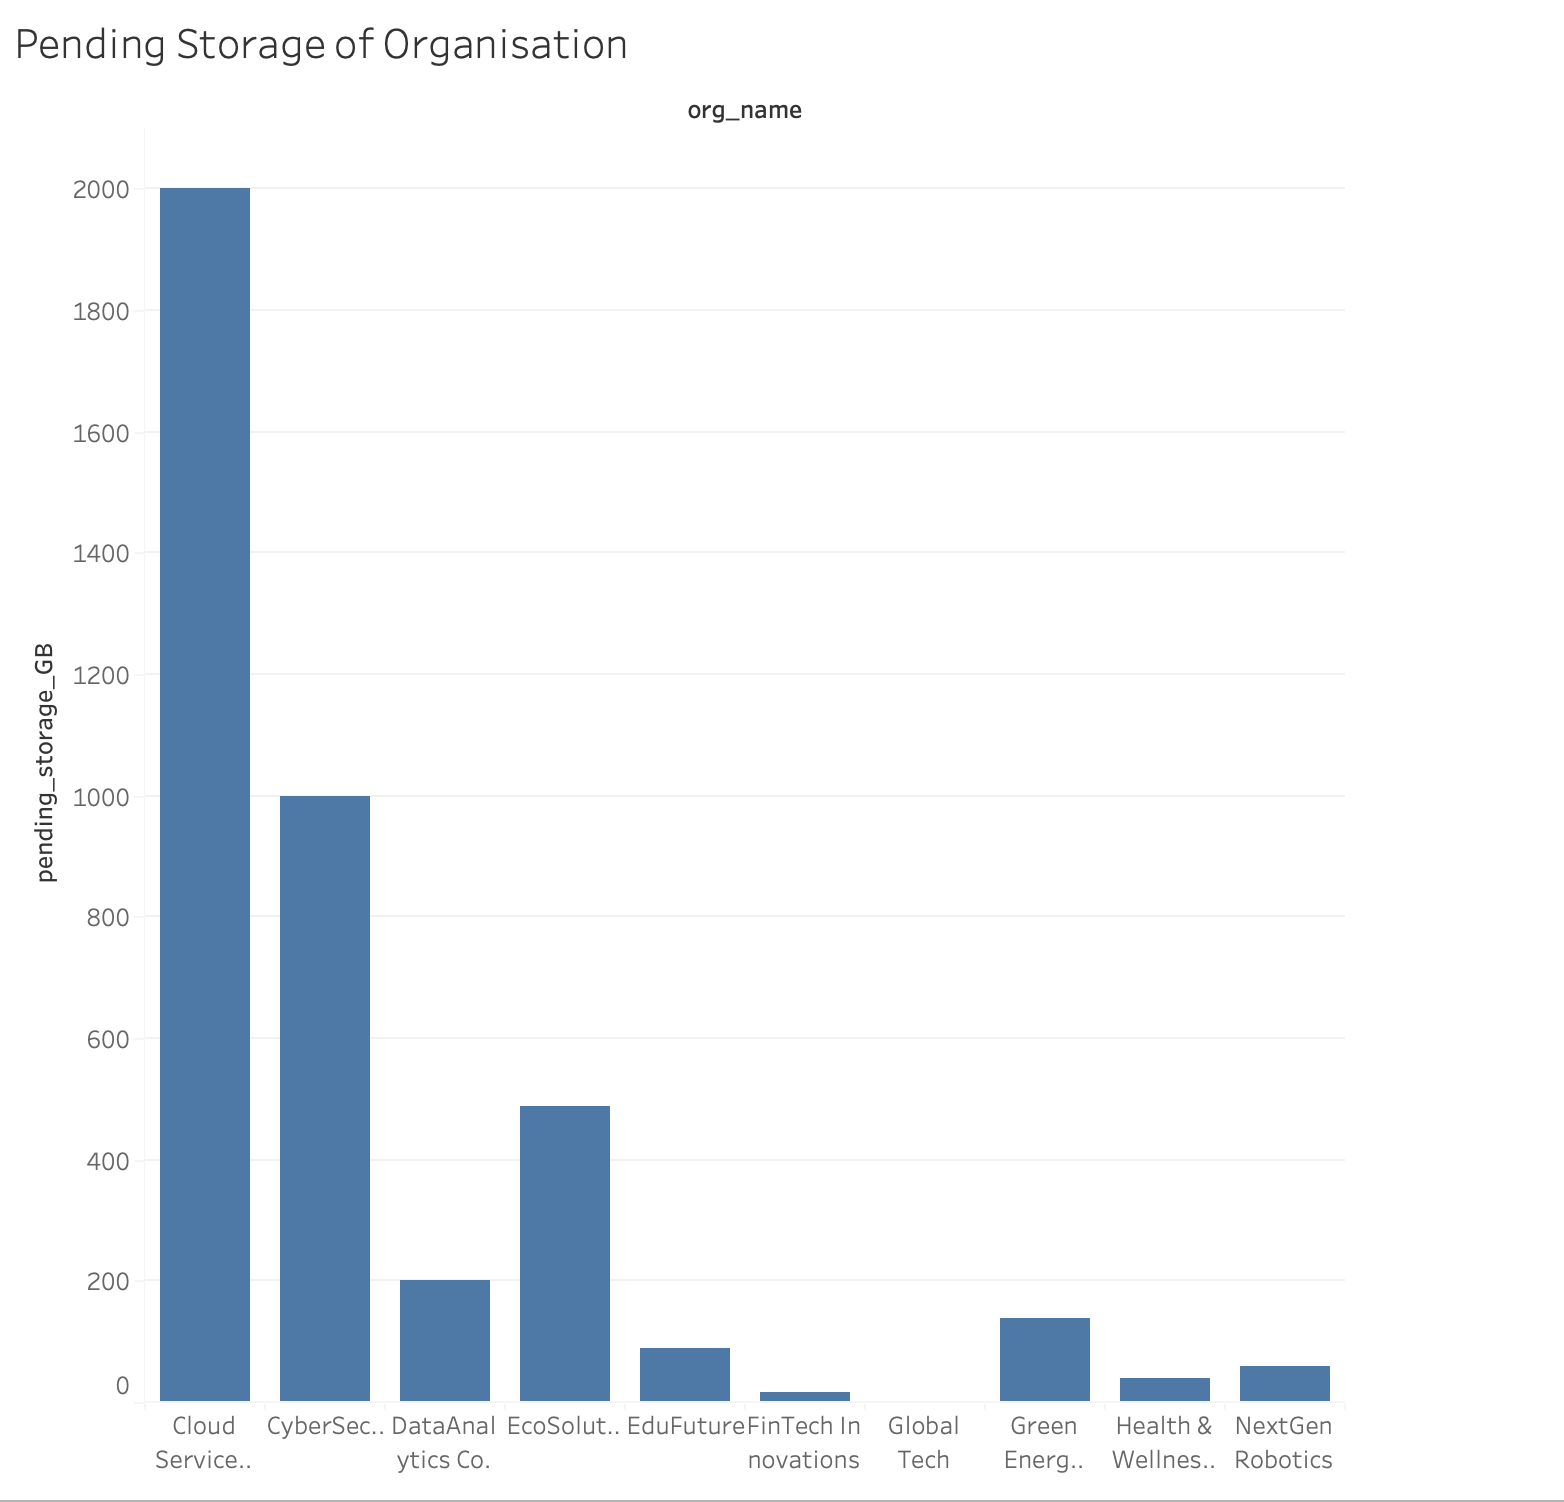 Pending Storage of Organisation
org_name
pending_storage_GB
2000
1800
1600
1400
1200
1000
800
600
400
200
0
Cloud
Service..
CyberSec..
DataAnal
ytics Co.
EcoSolut..
EduFuture
FinTech In
novations
Global
Tech
Green
Energ..
Health &
Wellnes..
NextGen
Robotics